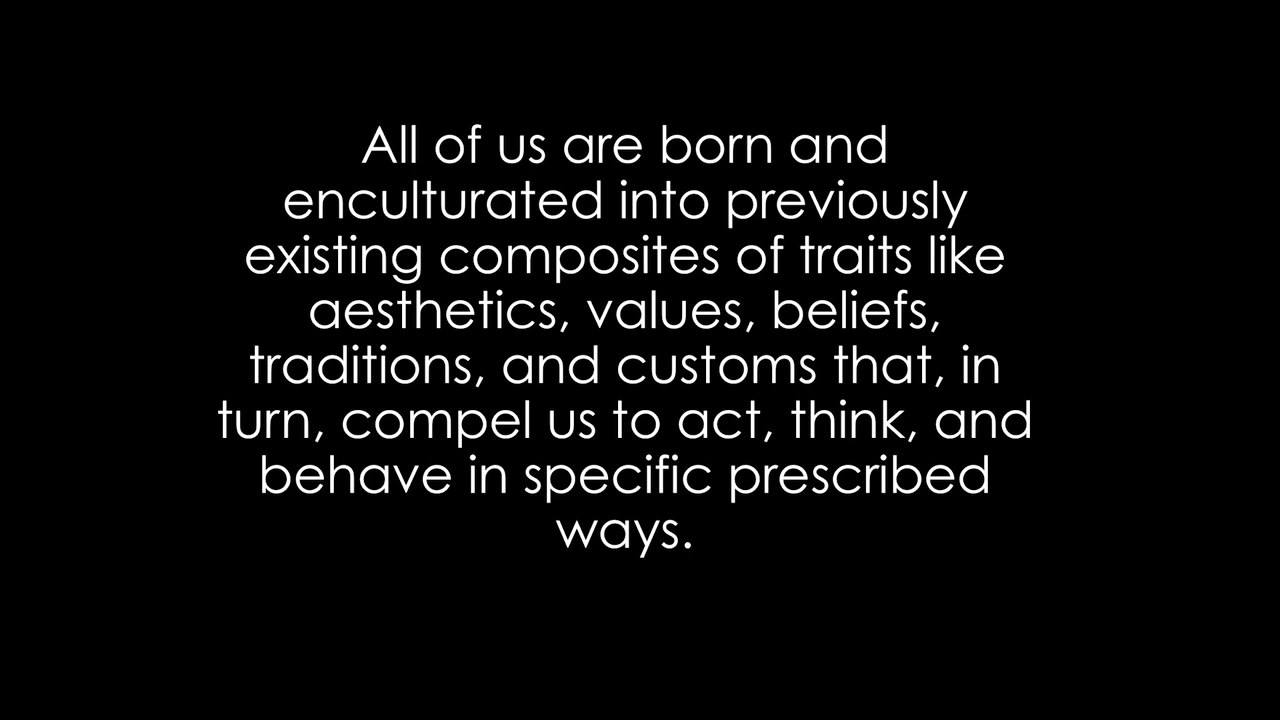 All of us are born and
enculturated into previously
existing composites of traits like
aesthetics, values, beliefs,
traditions, and customs that, in
turn, compel us to act, think, and
behave in specific prescribed
ways.